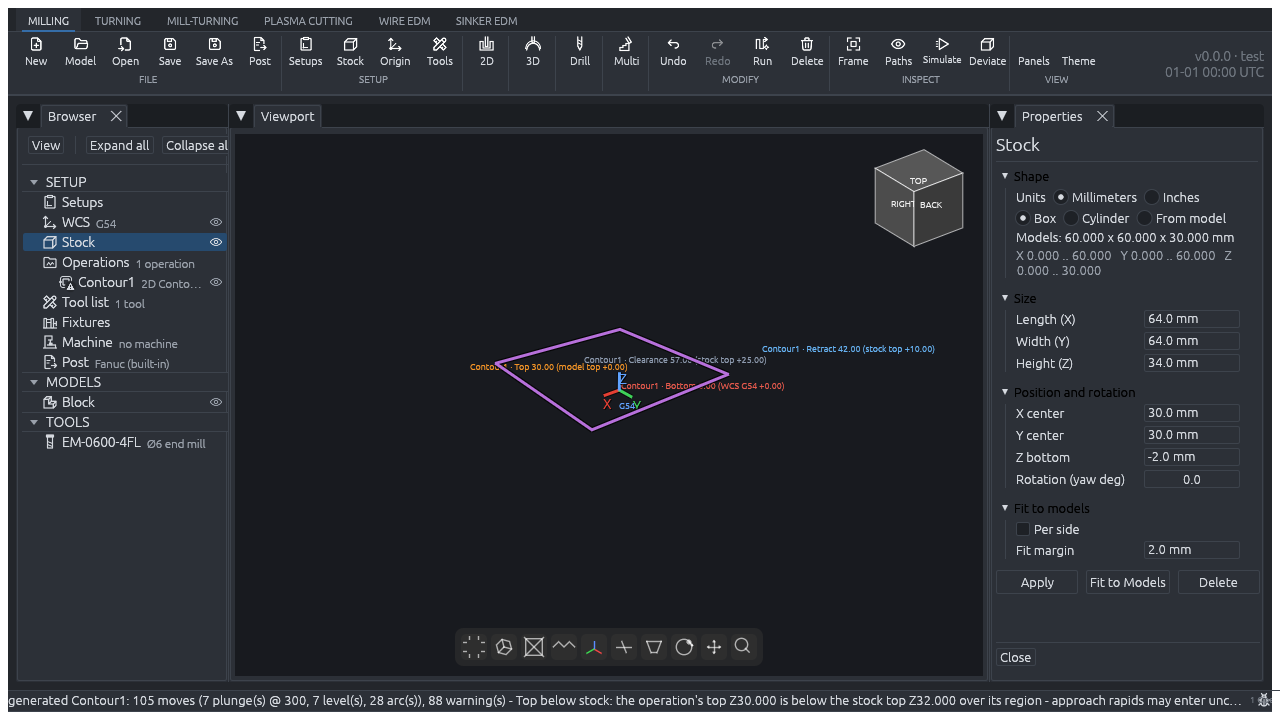 MILLING TURNING MILL-TURNING PLASMA CUTTING WIRE EDM SINKER EDM
New Model Open Save Save As Post Setups Stock Origin Tools 2D 3D Drill Multi Undo Redo Run Delete Frame Paths Simulate Deviate Panels Theme
FILE SETUP MODIFY INSPECT VIEW
v0.0.0 · test
01-01 00:00 UTC
Browser
View Expand all Collapse al
SETUP
Setups
WCS G54
Stock
Operations 1 operation
Contour1 2D Conto...
Tool list 1 tool
Fixtures
Machine no machine
Post Fanuc (built-in)
MODELS
Block
TOOLS
EM-0600-4FL Ø6 end mill
Viewport
TOP
RIGHT BACK
Contour1 · Retract 42.00 (stock top +10.00)
Contour1 · Clearance 57.00 (stock top +25.00)
Contour1 · Top 30.00 (model top +0.00)
Z
Contour1 · Bottom (WCS G54 +0.00)
X G54 Y
Properties
Stock
Shape
Units Millimeters Inches
Box Cylinder From model
Models: 60.000 x 60.000 x 30.000 mm
X 0.000 .. 60.000 Y 0.000 .. 60.000 Z
0.000 .. 30.000
Size
Length (X) 64.0 mm
Width (Y) 64.0 mm
Height (Z) 34.0 mm
Position and rotation
X center 30.0 mm
Y center 30.0 mm
Z bottom -2.0 mm
Rotation (yaw deg) 0.0
Fit to models
Per side
Fit margin 2.0 mm
Apply Fit to Models Delete
Close
generated Contour1: 105 moves (7 plunge(s) @ 300, 7 level(s), 28 arc(s)), 88 warning(s) - Top below stock: the operation's top Z30.000 is below the stock top Z32.000 over its region - approach rapids may enter unc...